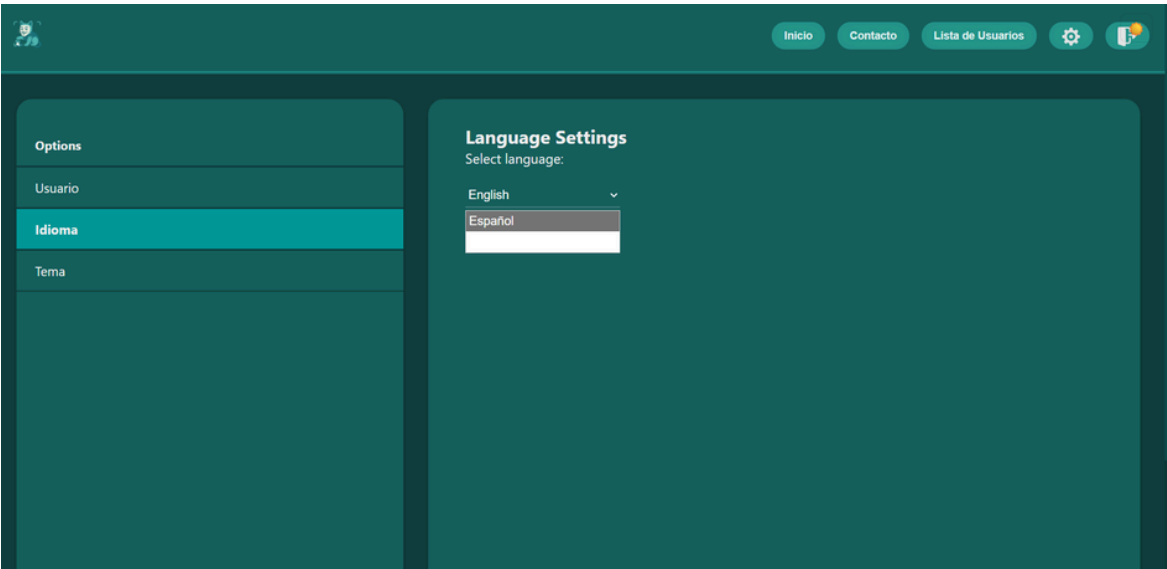 Inicio
Contacto
Lista de Usuarios
Options
Usuario
Idioma
Tema
Language Settings
Select language:
English
Español